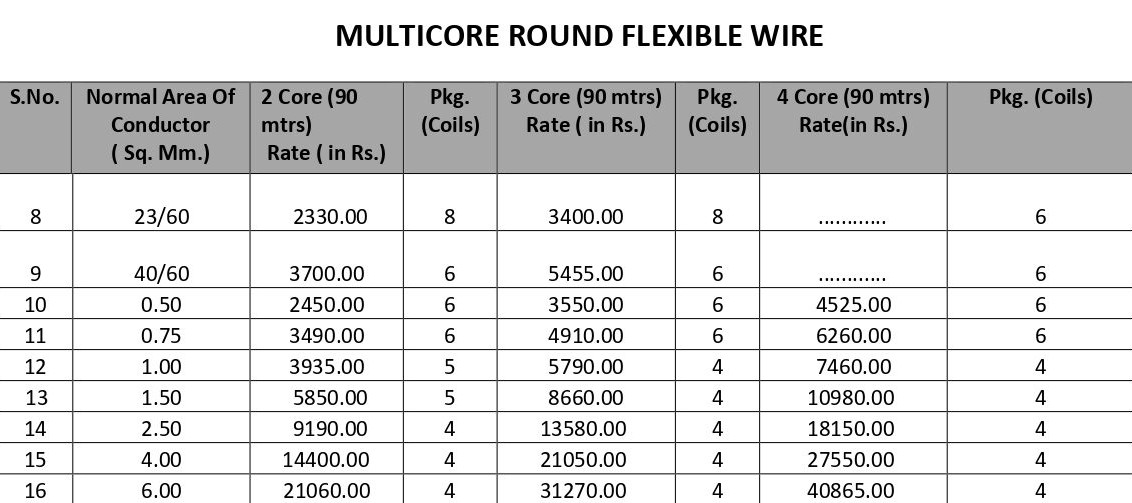 MULTICORE ROUND FLEXIBLE WIRE
S.No. Normal Area Of 2 Core (90 Pkg. 3 Core (90 mtrs) Pkg. 4 Core (90 mtrs) Pkg. (Coils)
Conductor mtrs) (Coils) Rate ( in Rs.) (Coils) Rate(in Rs.)
( Sq. Mm.) Rate ( in Rs.)
8 23/60 2330.00 8 3400.00 8 ............ 6
9 40/60 3700.00 6 5455.00 6 ............ 6
10 0.50 2450.00 6 3550.00 6 4525.00 6
11 0.75 3490.00 6 4910.00 6 6260.00 6
12 1.00 3935.00 5 5790.00 4 7460.00 4
13 1.50 5850.00 5 8660.00 4 10980.00 4
14 2.50 9190.00 4 13580.00 4 18150.00 4
15 4.00 14400.00 4 21050.00 4 27550.00 4
16 6.00 21060.00 4 31270.00 4 40865.00 4